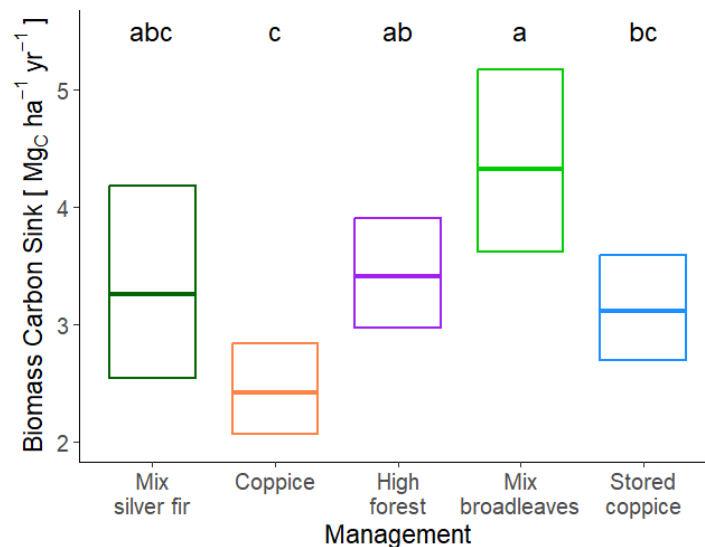 abc c ab a bc
Biomass Carbon Sink [ Mg_C ha⁻¹ yr⁻¹ ]
5
4
3
2
Mix silver fir
Coppice
High forest
Mix broadleaves
Stored coppice
Management